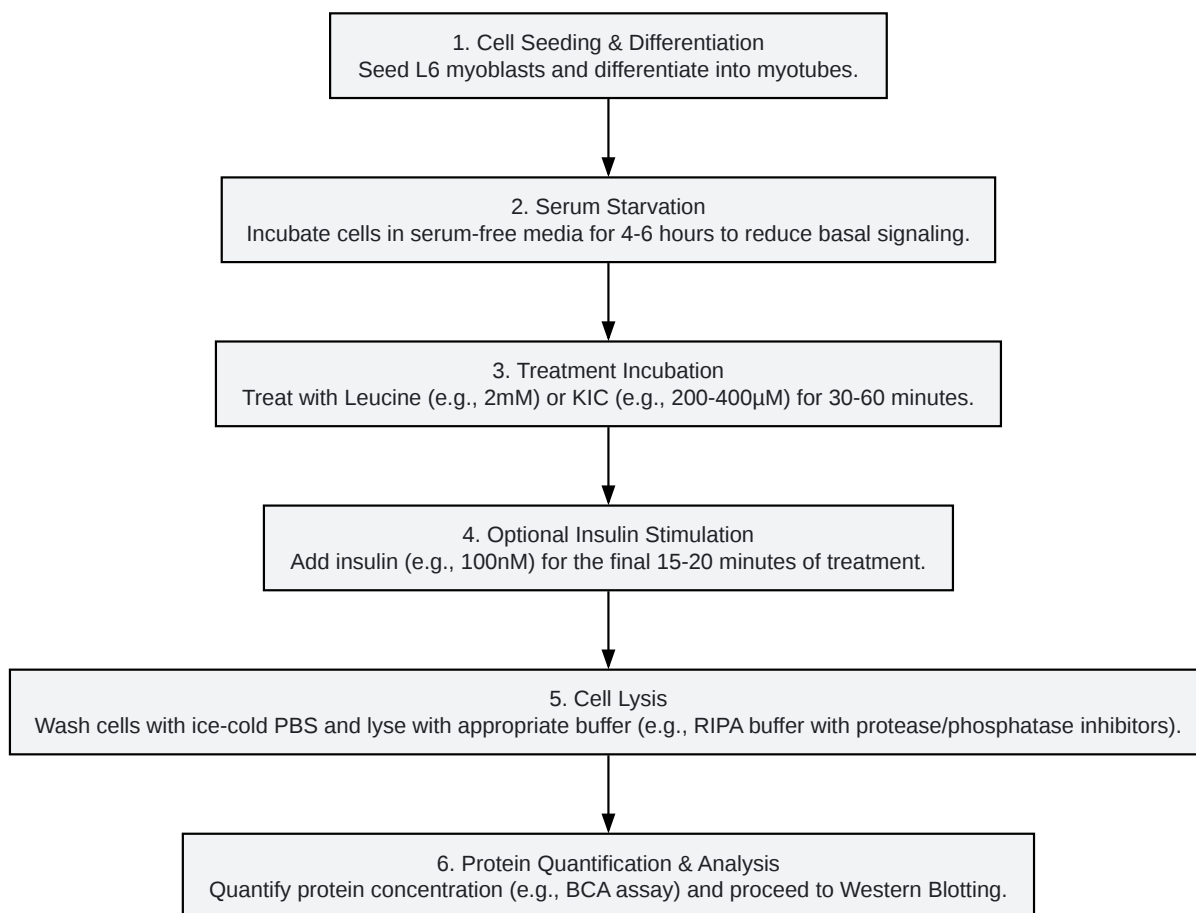 1. Cell Seeding & Differentiation
Seed L6 myoblasts and differentiate into myotubes.
2. Serum Starvation
Incubate cells in serum-free media for 4-6 hours to reduce basal signaling.
3. Treatment Incubation
Treat with Leucine (e.g., 2mM) or KIC (e.g., 200-400µM) for 30-60 minutes.
4. Optional Insulin Stimulation
Add insulin (e.g., 100nM) for the final 15-20 minutes of treatment.
5. Cell Lysis
Wash cells with ice-cold PBS and lyse with appropriate buffer (e.g., RIPA buffer with protease/phosphatase inhibitors).
6. Protein Quantification & Analysis
Quantify protein concentration (e.g., BCA assay) and proceed to Western Blotting.